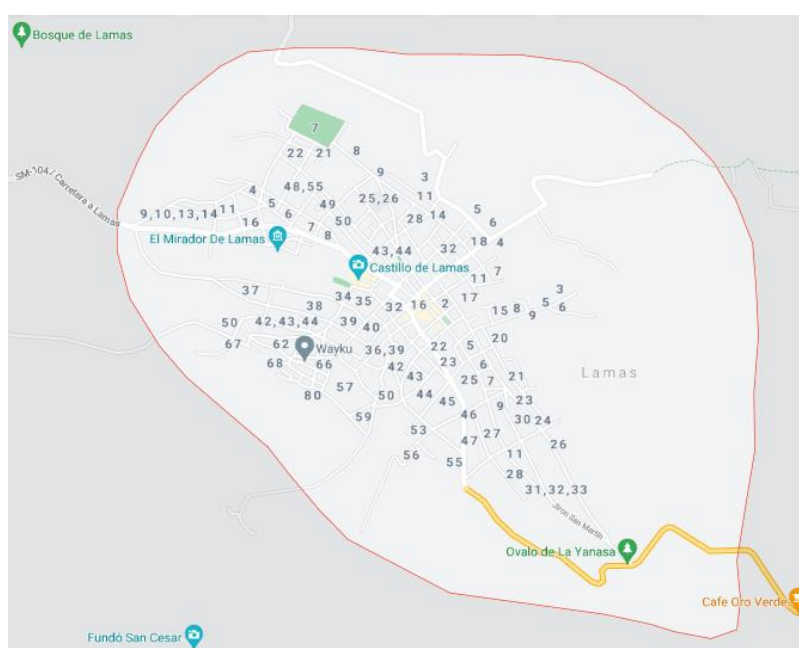 Bosque de Lamas
7
22 21 8
9
3
SM-104 / Carretera a Lamas
4 48,55
25,26 11
9,10,13,14 11 5 49
16 6 50 28 14 5
7 6
8
El Mirador De Lamas
43,44 32 18 4
Castillo de Lamas
11 7
37 34 35 3
38 32 16 2 17 15 8 5 6
9
50 42,43,44 39 40
67 62 Wayku 36,39 22 5 20
68 66 42 23 6
43 25 7 21
Lamas
80 57 50 44 45 9 23
59 46 30 24
53 47 27 26
56 55 11
28
31,32,33
Jiron San Martín
Ovalo de La Yanasa
Cafe Oro Verde
Fundó San Cesar